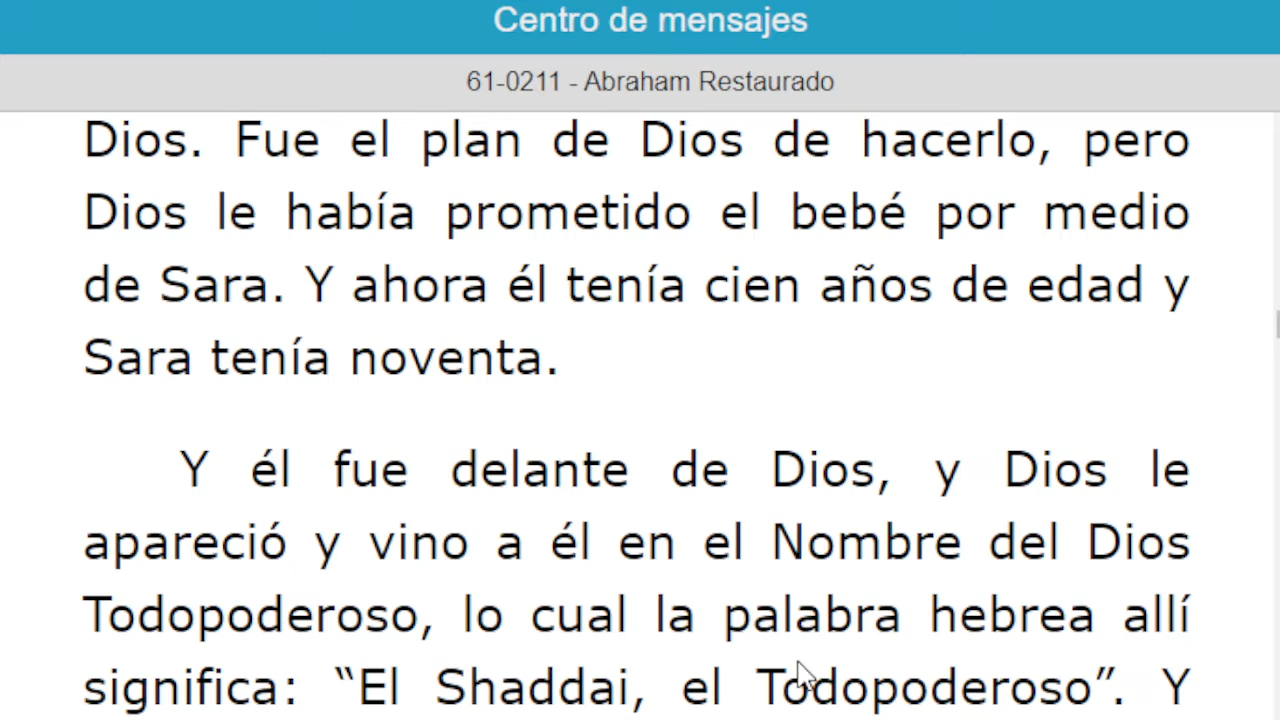 Centro de mensajes
61-0211 - Abraham Restaurado
Dios. Fue el plan de Dios de hacerlo, pero
Dios le había prometido el bebé por medio
de Sara. Y ahora él tenía cien años de edad y
Sara tenía noventa.
Y él fue delante de Dios, y Dios le
apareció y vino a él en el Nombre del Dios
Todopoderoso, lo cual la palabra hebrea allí
significa: “El Shaddai, el Todopoderoso”. Y